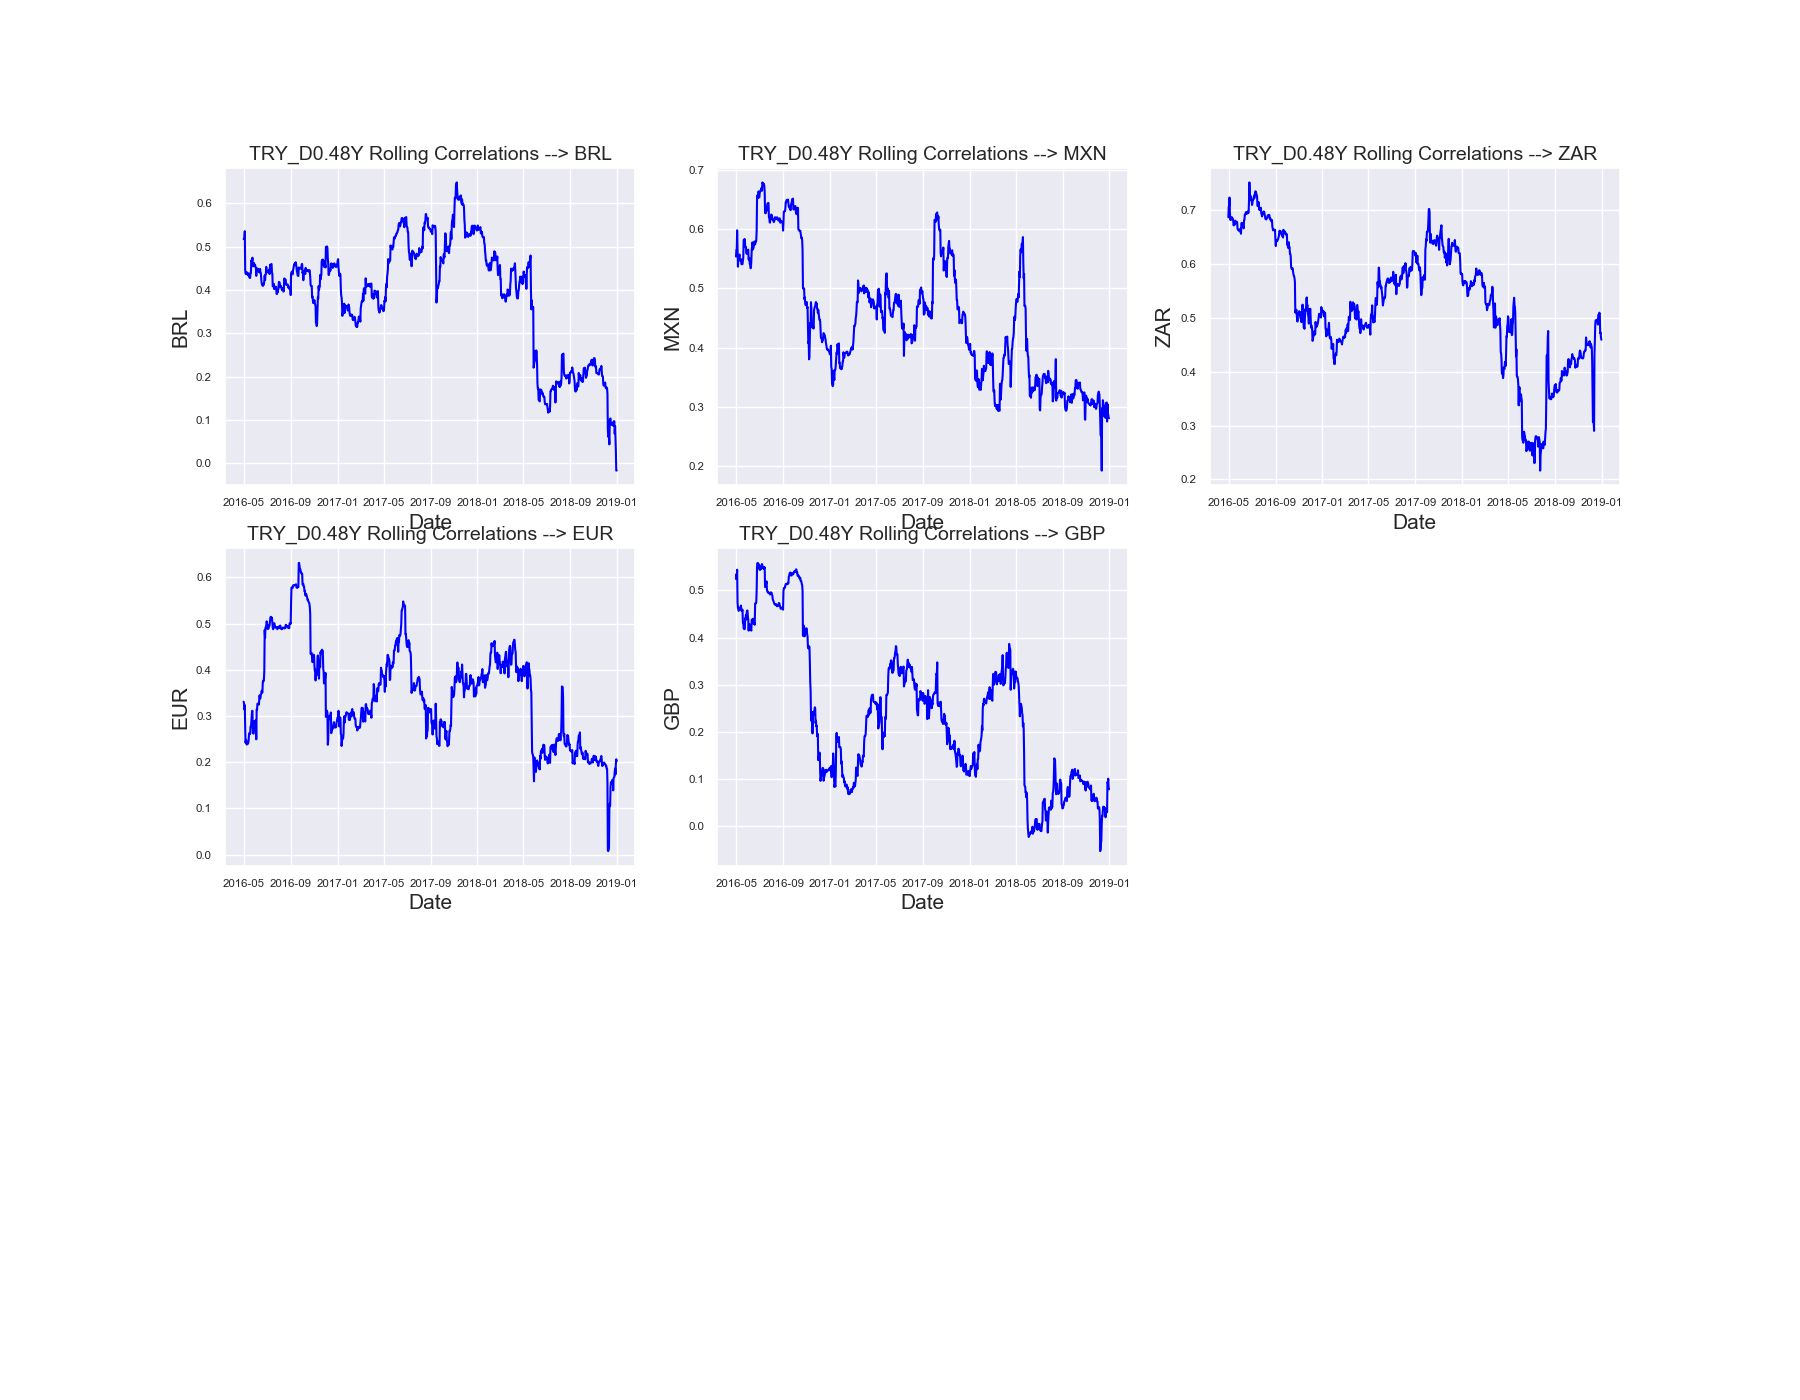 TRY_D0.48Y Rolling Correlations --> BRL
BRL
0.6
0.5
0.4
0.3
0.2
0.1
0.0
2016-05 2016-09 2017-01 2017-05 2017-09 2018-01 2018-05 2018-09 2019-01
Date
TRY_D0.48Y Rolling Correlations --> MXN
MXN
0.7
0.6
0.5
0.4
0.3
0.2
2016-05 2016-09 2017-01 2017-05 2017-09 2018-01 2018-05 2018-09 2019-01
Date
TRY_D0.48Y Rolling Correlations --> ZAR
ZAR
0.7
0.6
0.5
0.4
0.3
0.2
2016-05 2016-09 2017-01 2017-05 2017-09 2018-01 2018-05 2018-09 2019-01
Date
TRY_D0.48Y Rolling Correlations --> EUR
EUR
0.6
0.5
0.4
0.3
0.2
0.1
0.0
2016-05 2016-09 2017-01 2017-05 2017-09 2018-01 2018-05 2018-09 2019-01
Date
TRY_D0.48Y Rolling Correlations --> GBP
GBP
0.5
0.4
0.3
0.2
0.1
0.0
2016-05 2016-09 2017-01 2017-05 2017-09 2018-01 2018-05 2018-09 2019-01
Date